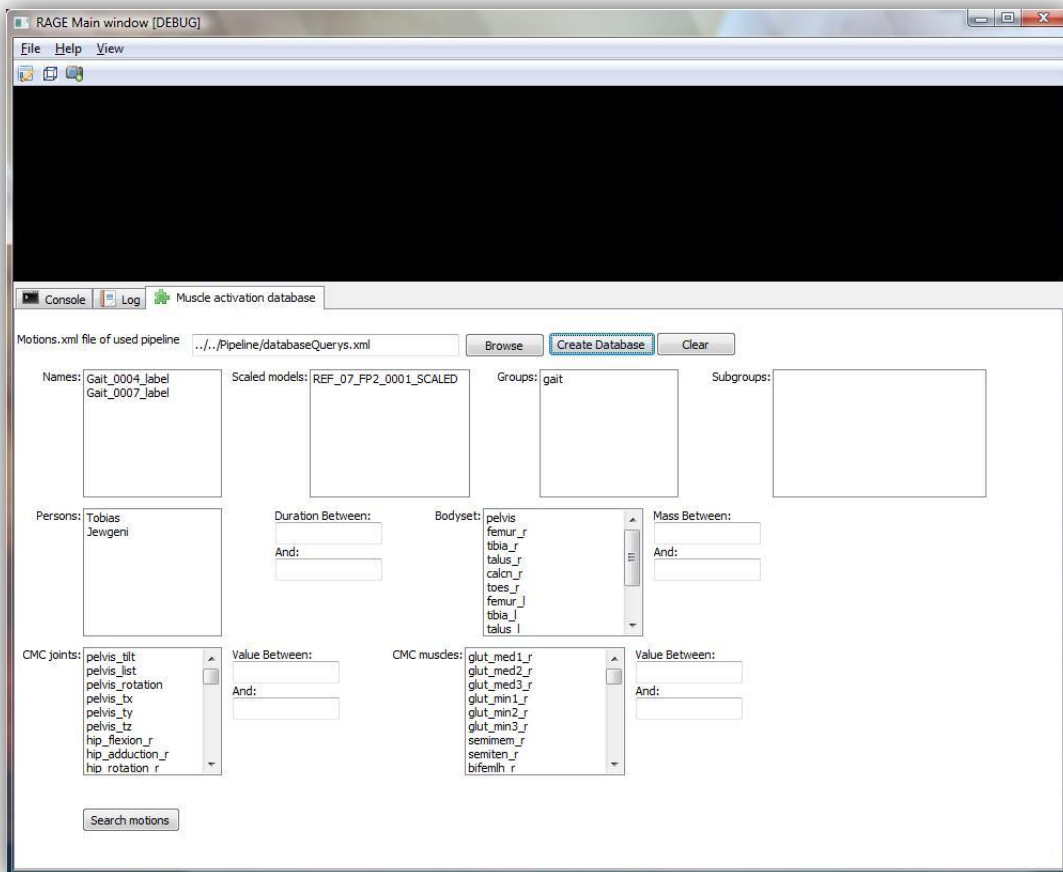 RAGE Main window [DEBUG]
File Help View
Console Log Muscle activation database
Motions.xml file of used pipeline ../../Pipeline/databaseQuerys.xml Browse Create Database Clear
Names: Gait_0004_label
Gait_0007_label
Scaled models: REF_07_FP2_0001_SCALED
Groups: gait
Subgroups:
Persons: Tobias
Jewgeni
Duration Between:
And:
Bodyset: pelvis
femur_r
tibia_r
talus_r
calcn_r
toes_r
femur_l
tibia_l
talus_l
Mass Between:
And:
CMC joints: pelvis_tilt
pelvis_list
pelvis_rotation
pelvis_tx
pelvis_ty
pelvis_tz
hip_flexion_r
hip_adduction_r
hip_rotation_r
Value Between:
And:
CMC muscles: glut_med1_r
glut_med2_r
glut_med3_r
glut_min1_r
glut_min2_r
glut_min3_r
semimem_r
semiten_r
bifemlh_r
Value Between:
And:
Search motions